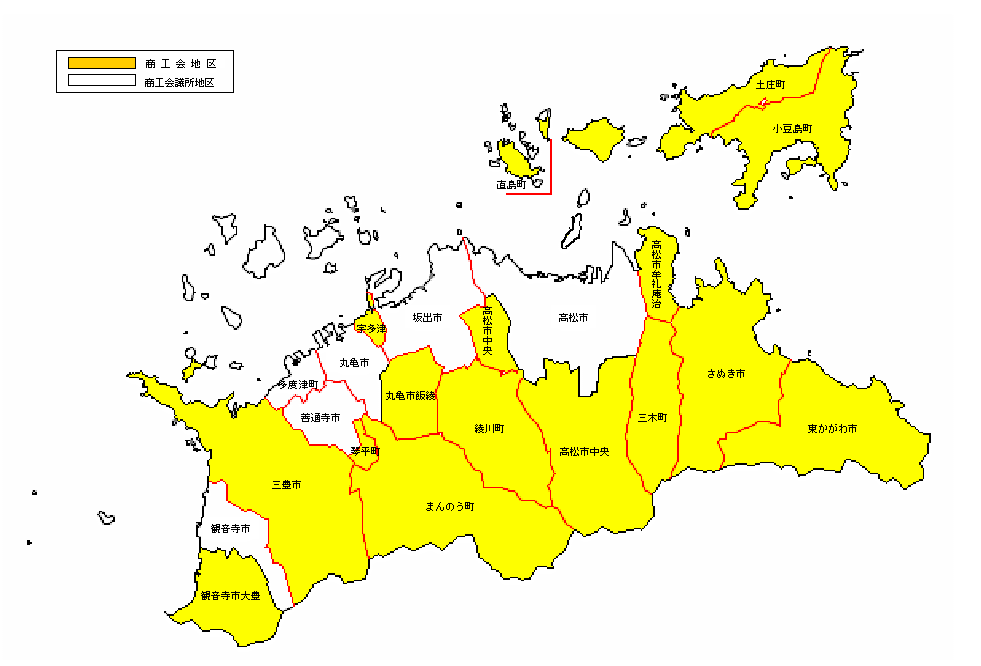 商工会地区
商工会議所地区
土庄町
小豆島町
直島町
高松市牟礼庵治
宇多津
坂出市
高松市中央
高松市
丸亀市
多度津町
丸亀市飯綾
さぬき市
善通寺市
三木町
綾川町
東かがわ市
琴平町
高松市中央
三豊市
まんのう町
観音寺市
観音寺市大豊